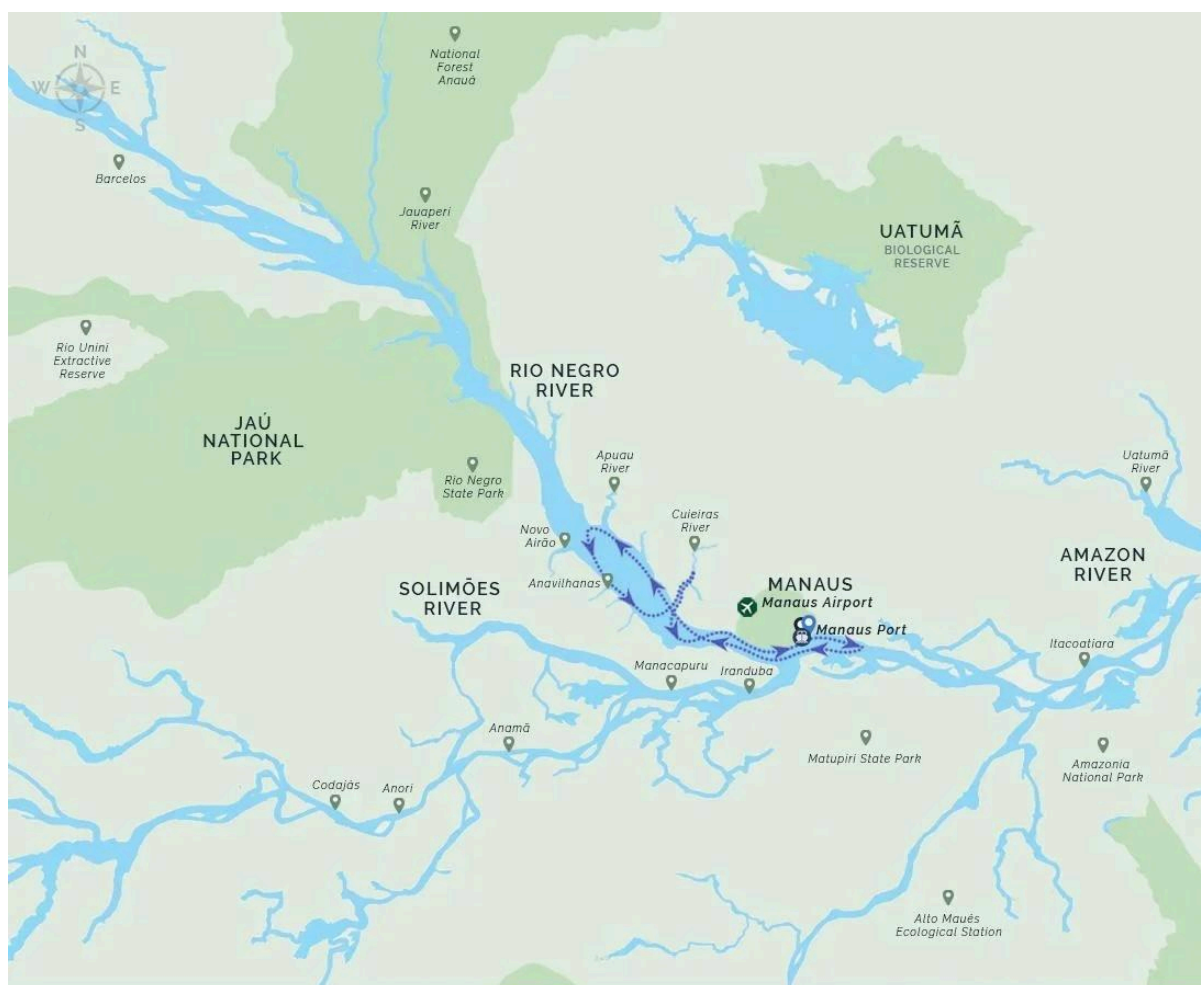 N
W
E
S
National
Forest
Anauá
Barcelos
Jauaperi
River
UATUMÃ
BIOLOGICAL
RESERVE
Rio Unini
Extractive
Reserve
RIO NEGRO
RIVER
JAÚ
NATIONAL
PARK
Rio Negro
State Park
Apuau
River
Uatumã
River
Cuieiras
River
Novo
Airão
Anavilhanas
SOLIMÕES
RIVER
MANAUS
Manaus Airport
Manaus Port
AMAZON
RIVER
Itacoatiara
Manacapuru
Iranduba
Anamã
Matupiri State Park
Amazonia
National Park
Codajás
Anori
Alto Maués
Ecological Station